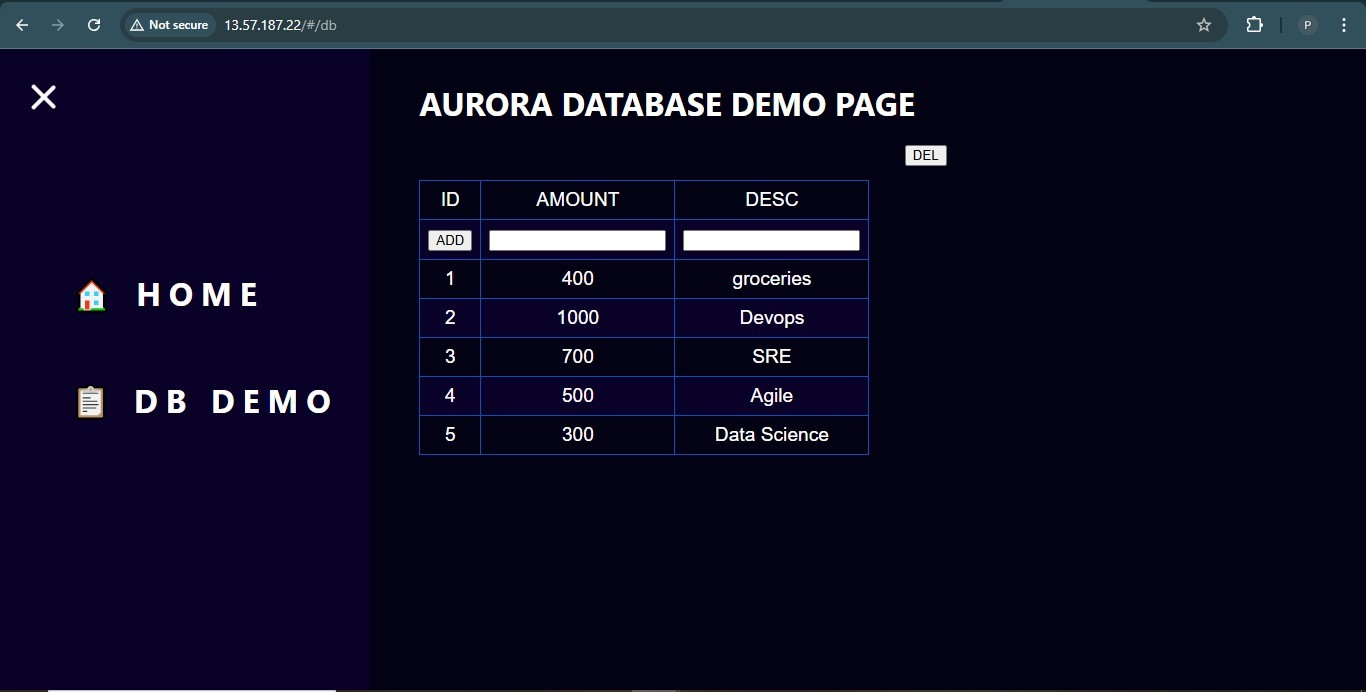 Not secure 13.57.187.22/#/db P
AURORA DATABASE DEMO PAGE
DEL
ID AMOUNT DESC
ADD
1 400 groceries
2 1000 Devops
3 700 SRE
4 500 Agile
5 300 Data Science
HOME
DB DEMO